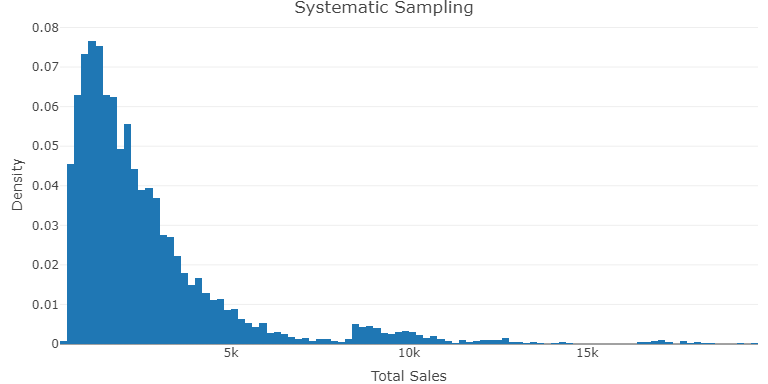 Systematic Sampling
0.08
0.07
0.06
0.05
0.04
0.03
0.02
0.01
0
Density
5k
10k
15k
Total Sales